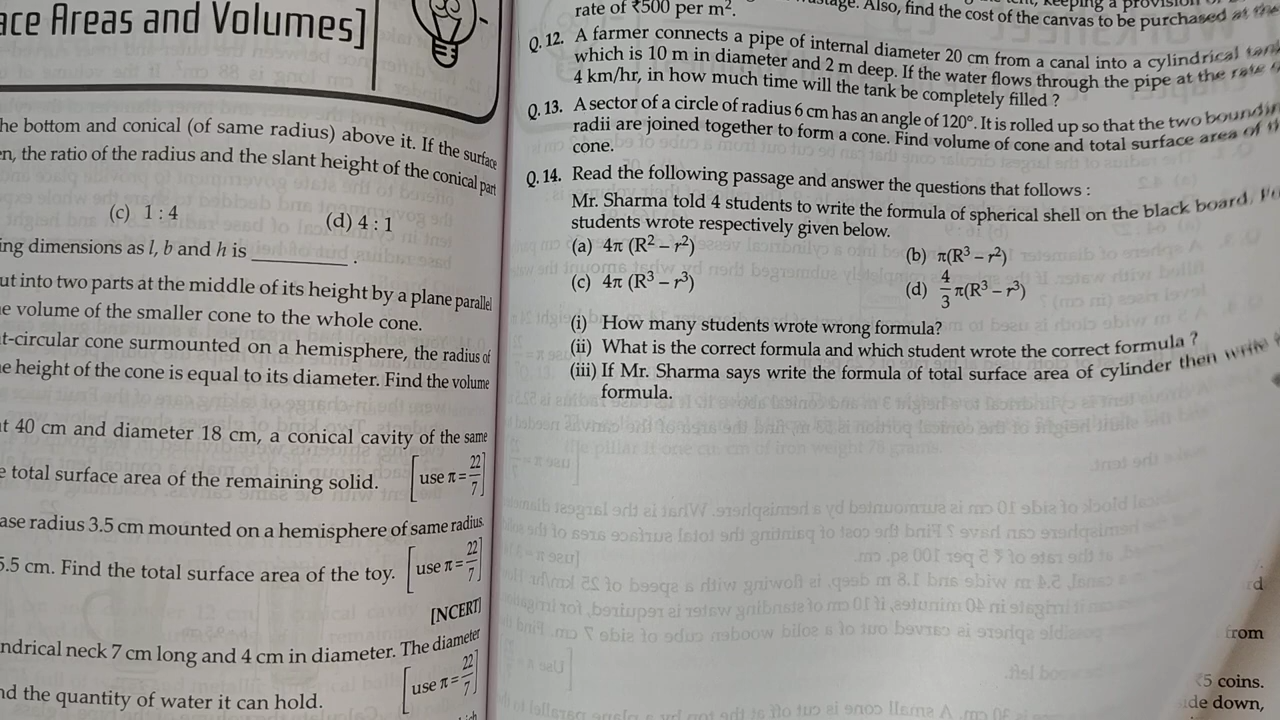 ace Areas and Volumes]
he bottom and conical (of same radius) above it. If the surface
en, the ratio of the radius and the slant height of the conical part
(c) 1 : 4 (d) 4 : 1
ing dimensions as l, b and h is __________ .
ut into two parts at the middle of its height by a plane parallel
e volume of the smaller cone to the whole cone.
t-circular cone surmounted on a hemisphere, the radius of
e height of the cone is equal to its diameter. Find the volume
t 40 cm and diameter 18 cm, a conical cavity of the same
e total surface area of the remaining solid. [use π = 22/7]
ase radius 3.5 cm mounted on a hemisphere of same radius.
5.5 cm. Find the total surface area of the toy. [use π = 22/7]
[NCERT]
ndrical neck 7 cm long and 4 cm in diameter. The diameter
nd the quantity of water it can hold. [use π = 22/7]
keeping a provision
Also, find the cost of the canvas to be purchased at the
rate of ₹500 per m².
Q. 12. A farmer connects a pipe of internal diameter 20 cm from a canal into a cylindrical tank
which is 10 m in diameter and 2 m deep. If the water flows through the pipe at the rate
4 km/hr, in how much time will the tank be completely filled ?
Q. 13. A sector of a circle of radius 6 cm has an angle of 120°. It is rolled up so that the two boundin
radii are joined together to form a cone. Find volume of cone and total surface area of th
cone.
Q. 14. Read the following passage and answer the questions that follows :
Mr. Sharma told 4 students to write the formula of spherical shell on the black board.
students wrote respectively given below.
(a) 4π (R² – r²) (b) π(R³ – r²)
(c) 4π (R³ – r³) (d) 4/3 π(R³ – r³)
(i) How many students wrote wrong formula?
(ii) What is the correct formula and which student wrote the correct formula ?
(iii) If Mr. Sharma says write the formula of total surface area of cylinder then write
formula.
d
from
₹5 coins.
ide down,